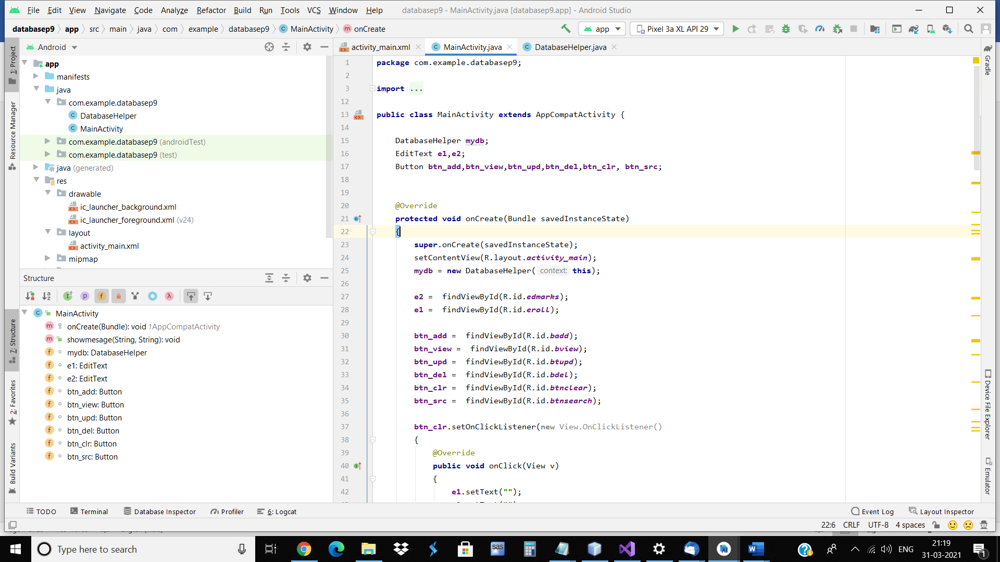 File Edit View Navigate Code Analyze Refactor Build Run Tools VCS Window Help databasep9 - MainActivity.java [databasep9.app] - Android Studio
databasep9 app src main java com example databasep9 MainActivity onCreate app Pixel 3a XL API 29
1: Project
Resource Manager
7: Structure
2: Favorites
Build Variants
Android
app
manifests
java
com.example.databasep9
DatabaseHelper
MainActivity
com.example.databasep9 (androidTest)
com.example.databasep9 (test)
java (generated)
res
drawable
ic_launcher_background.xml
ic_launcher_foreground.xml (v24)
layout
activity_main.xml
mipmap
Structure
MainActivity
onCreate(Bundle): void ↑AppCompatActivity
showmesage(String, String): void
mydb: DatabaseHelper
e1: EditText
e2: EditText
btn_add: Button
btn_view: Button
btn_upd: Button
btn_del: Button
btn_clr: Button
btn_src: Button
activity_main.xml MainActivity.java DatabaseHelper.java
1 package com.example.databasep9;
2
3 import ...
12
13 public class MainActivity extends AppCompatActivity {
14
15 DatabaseHelper mydb;
16 EditText e1,e2;
17 Button btn_add,btn_view,btn_upd,btn_del,btn_clr, btn_src;
18
19
20 @Override
21 protected void onCreate(Bundle savedInstanceState)
22 {
23 super.onCreate(savedInstanceState);
24 setContentView(R.layout.activity_main);
25 mydb = new DatabaseHelper( context: this);
26
27 e2 = findViewById(R.id.edmarks);
28 e1 = findViewById(R.id.eroll);
29
30 btn_add = findViewById(R.id.badd);
31 btn_view = findViewById(R.id.bview);
32 btn_upd = findViewById(R.id.btupd);
33 btn_del = findViewById(R.id.bdel);
34 btn_clr = findViewById(R.id.btnclear);
35 btn_src = findViewById(R.id.btnsearch);
36
37 btn_clr.setOnClickListener(new View.OnClickListener()
38 {
39 @Override
40 public void onClick(View v)
41 {
42 e1.setText("");
Gradle
Device File Explorer
Emulator
TODO Terminal Database Inspector Profiler 6: Logcat Event Log Layout Inspector
22:6 CRLF UTF-8 4 spaces
Type here to search
sas
ENG
21:19
31-03-2021
1